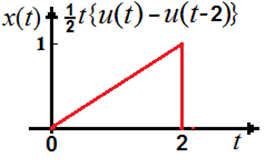 x(t) ½t{u(t) – u(t-2)}
1
0 2 t